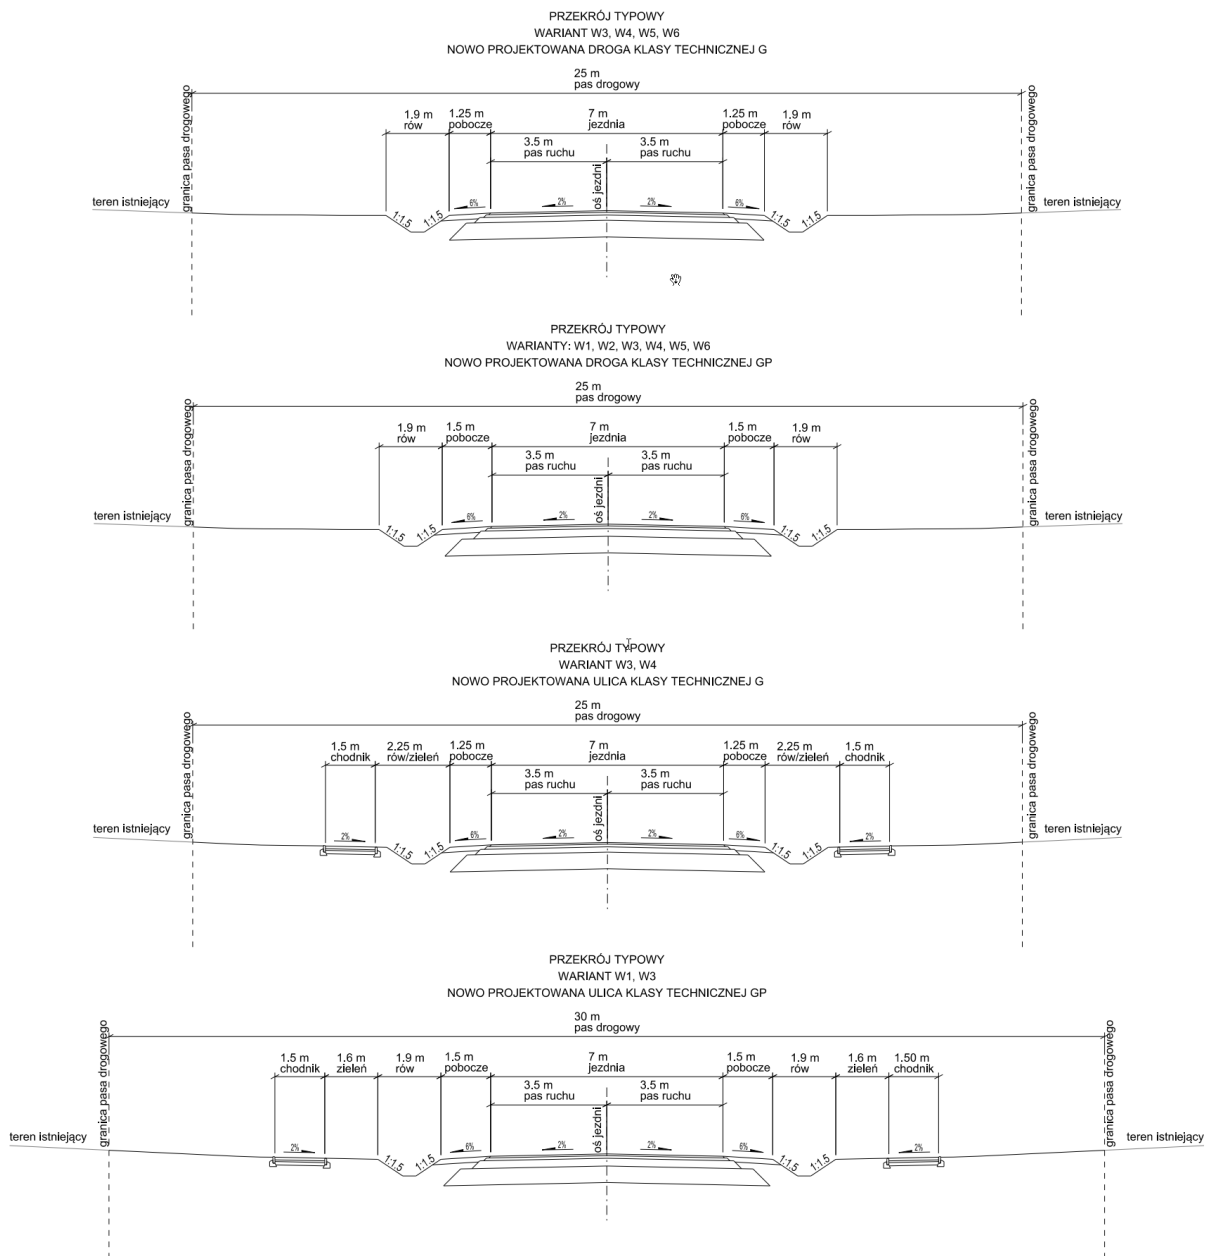 PRZEKRÓJ TYPOWY
WARIANT W3, W4, W5, W6
NOWO PROJEKTOWANA DROGA KLASY TECHNICZNEJ G
25 m
pas drogowy
granica pasa drogowego
granica pasa drogowego
1.9 m
rów
1.25 m
pobocze
7 m
jezdnia
1.25 m
pobocze
1.9 m
rów
3.5 m
pas ruchu
3.5 m
pas ruchu
oś jezdni
teren istniejący
teren istniejący
6%
2%
2%
6%
1:1.5
1:1.5
1:1.5
1:1.5
PRZEKRÓJ TYPOWY
WARIANTY: W1, W2, W3, W4, W5, W6
NOWO PROJEKTOWANA DROGA KLASY TECHNICZNEJ GP
25 m
pas drogowy
granica pasa drogowego
granica pasa drogowego
1.9 m
rów
1.5 m
pobocze
7 m
jezdnia
1.5 m
pobocze
1.9 m
rów
3.5 m
pas ruchu
3.5 m
pas ruchu
oś jezdni
teren istniejący
teren istniejący
6%
2%
2%
6%
1:1.5
1:1.5
1:1.5
1:1.5
PRZEKRÓJ TYPOWY
WARIANT W3, W4
NOWO PROJEKTOWANA ULICA KLASY TECHNICZNEJ G
25 m
pas drogowy
granica pasa drogowego
granica pasa drogowego
1.5 m
chodnik
2.25 m
rów/zieleń
1.25 m
pobocze
7 m
jezdnia
1.25 m
pobocze
2.25 m
rów/zieleń
1.5 m
chodnik
3.5 m
pas ruchu
3.5 m
pas ruchu
oś jezdni
teren istniejący
teren istniejący
2%
6%
2%
2%
6%
2%
1:1.5
1:1.5
1:1.5
1:1.5
PRZEKRÓJ TYPOWY
WARIANT W1, W3
NOWO PROJEKTOWANA ULICA KLASY TECHNICZNEJ GP
30 m
pas drogowy
granica pasa drogowego
granica pasa drogowego
1.5 m
chodnik
1.6 m
zieleń
1.9 m
rów
1.5 m
pobocze
7 m
jezdnia
1.5 m
pobocze
1.9 m
rów
1.6 m
zieleń
1.50 m
chodnik
3.5 m
pas ruchu
3.5 m
pas ruchu
oś jezdni
teren istniejący
teren istniejący
2%
6%
2%
2%
6%
2%
1:1.5
1:1.5
1:1.5
1:1.5